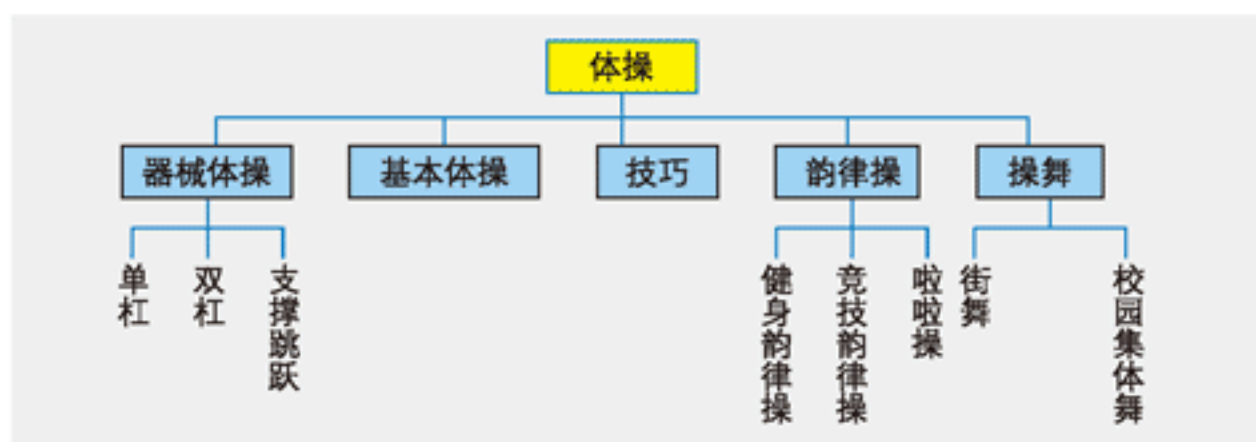 体操
器械体操
基本体操
技巧
韵律操
操舞
单杠
双杠
支撑跳跃
健身韵律操
竞技韵律操
啦啦操
街舞
校园集体舞